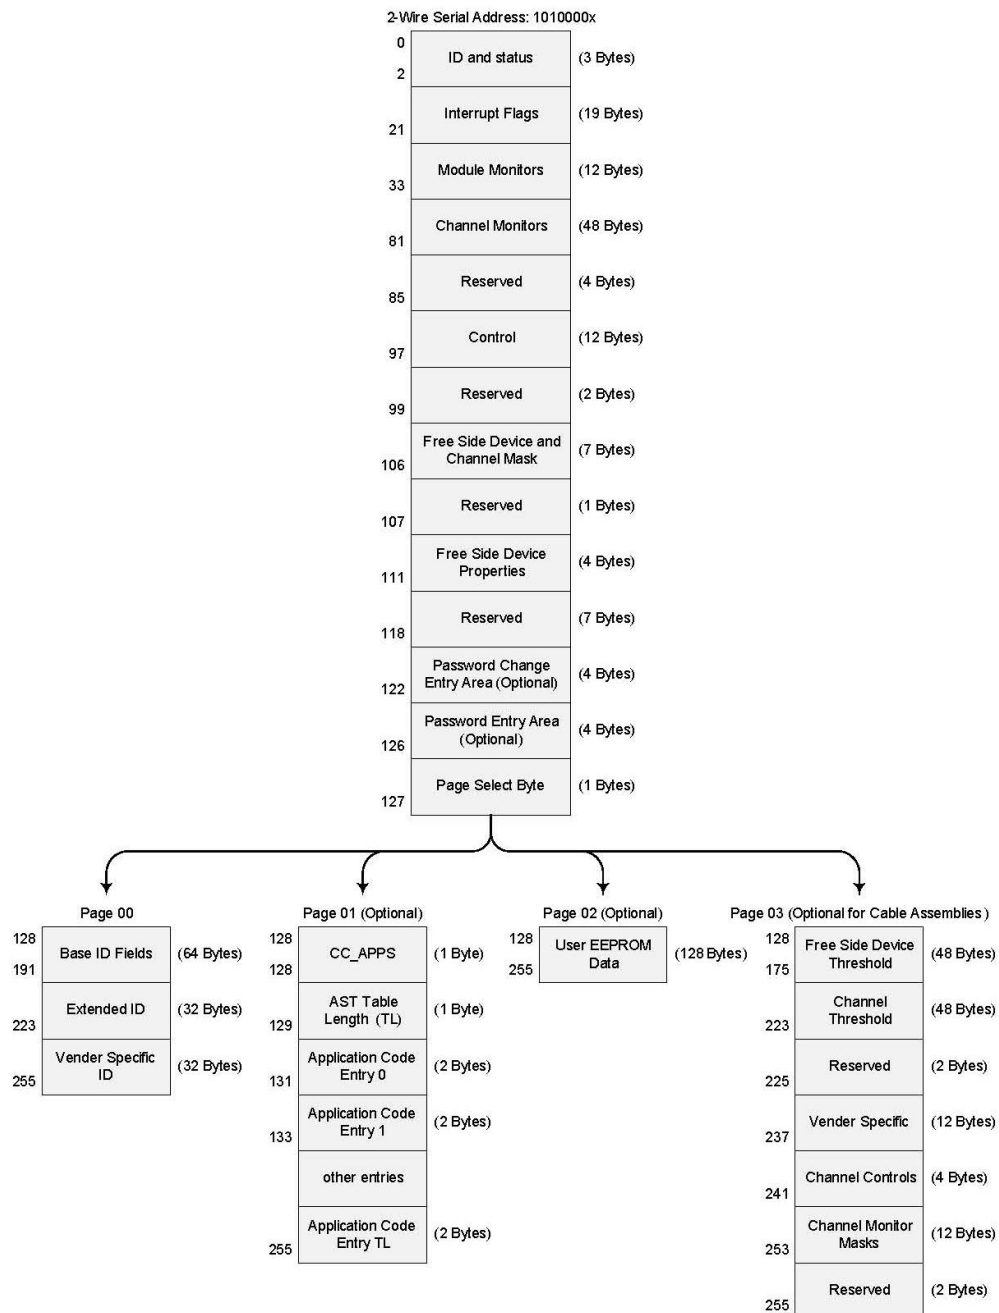 2-Wire Serial Address: 1010000x
0
ID and status
(3 Bytes)
2
Interrupt Flags
(19 Bytes)
21
Module Monitors
(12 Bytes)
33
Channel Monitors
(48 Bytes)
81
Reserved
(4 Bytes)
85
Control
(12 Bytes)
97
Reserved
(2 Bytes)
99
Free Side Device and
Channel Mask
(7 Bytes)
106
Reserved
(1 Bytes)
107
Free Side Device
Properties
(4 Bytes)
111
Reserved
(7 Bytes)
118
Password Change
Entry Area (Optional)
(4 Bytes)
122
Password Entry Area
(Optional)
(4 Bytes)
126
Page Select Byte
(1 Bytes)
127
Page 00
128
Base ID Fields
(64 Bytes)
191
Extended ID
(32 Bytes)
223
Vender Specific
ID
(32 Bytes)
255
Page 01 (Optional)
128
CC_APPS
(1 Byte)
128
AST Table
Length (TL)
(1 Byte)
129
Application Code
Entry 0
(2 Bytes)
131
Application Code
Entry 1
(2 Bytes)
133
other entries
Application Code
Entry TL
(2 Bytes)
255
Page 02 (Optional)
128
User EEPROM
Data
(128 Bytes)
255
Page 03 (Optional for Cable Assemblies )
128
Free Side Device
Threshold
(48 Bytes)
175
Channel
Threshold
(48 Bytes)
223
Reserved
(2 Bytes)
225
Vender Specific
(12 Bytes)
237
Channel Controls
(4 Bytes)
241
Channel Monitor
Masks
(12 Bytes)
253
Reserved
(2 Bytes)
255